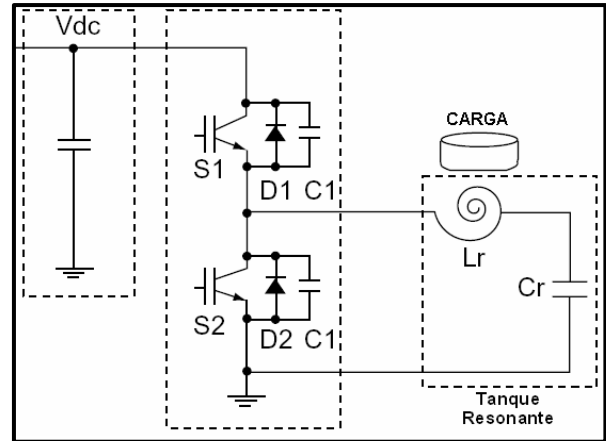 Vdc
CARGA
S1
D1 C1
Lr
Cr
S2
D2 C1
Tanque
Resonante